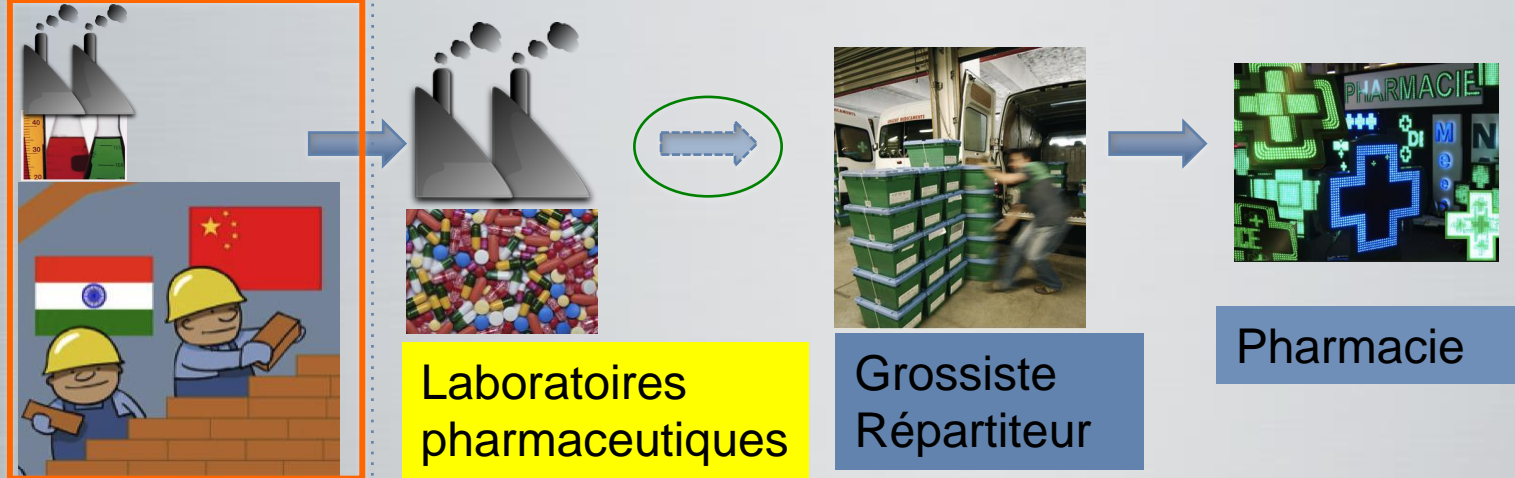 Laboratoires
pharmaceutiques
Grossiste
Répartiteur
Pharmacie
PHARMACIE